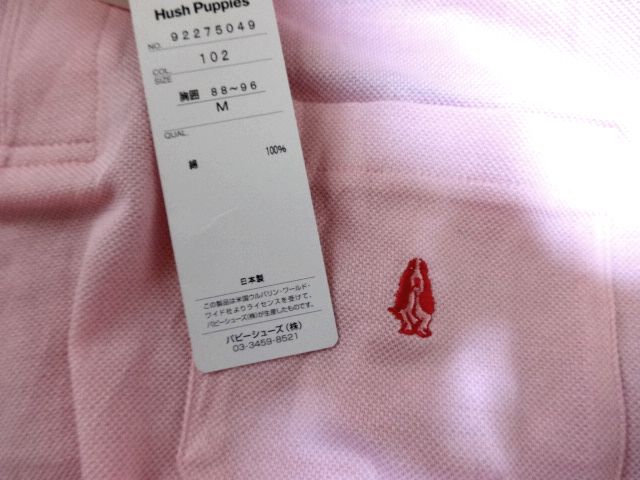 Hush Puppies
NO. 92275049
COL. 102
SIZE
胸囲 88～96
M
QUAL.
綿 100%
日本製
この製品は米国ウルバリン・ワールド・
ワイド社よりライセンスを受けて、
パピーシューズ(株)が生産したものです。
パピーシューズ(株)
03-3459-8521